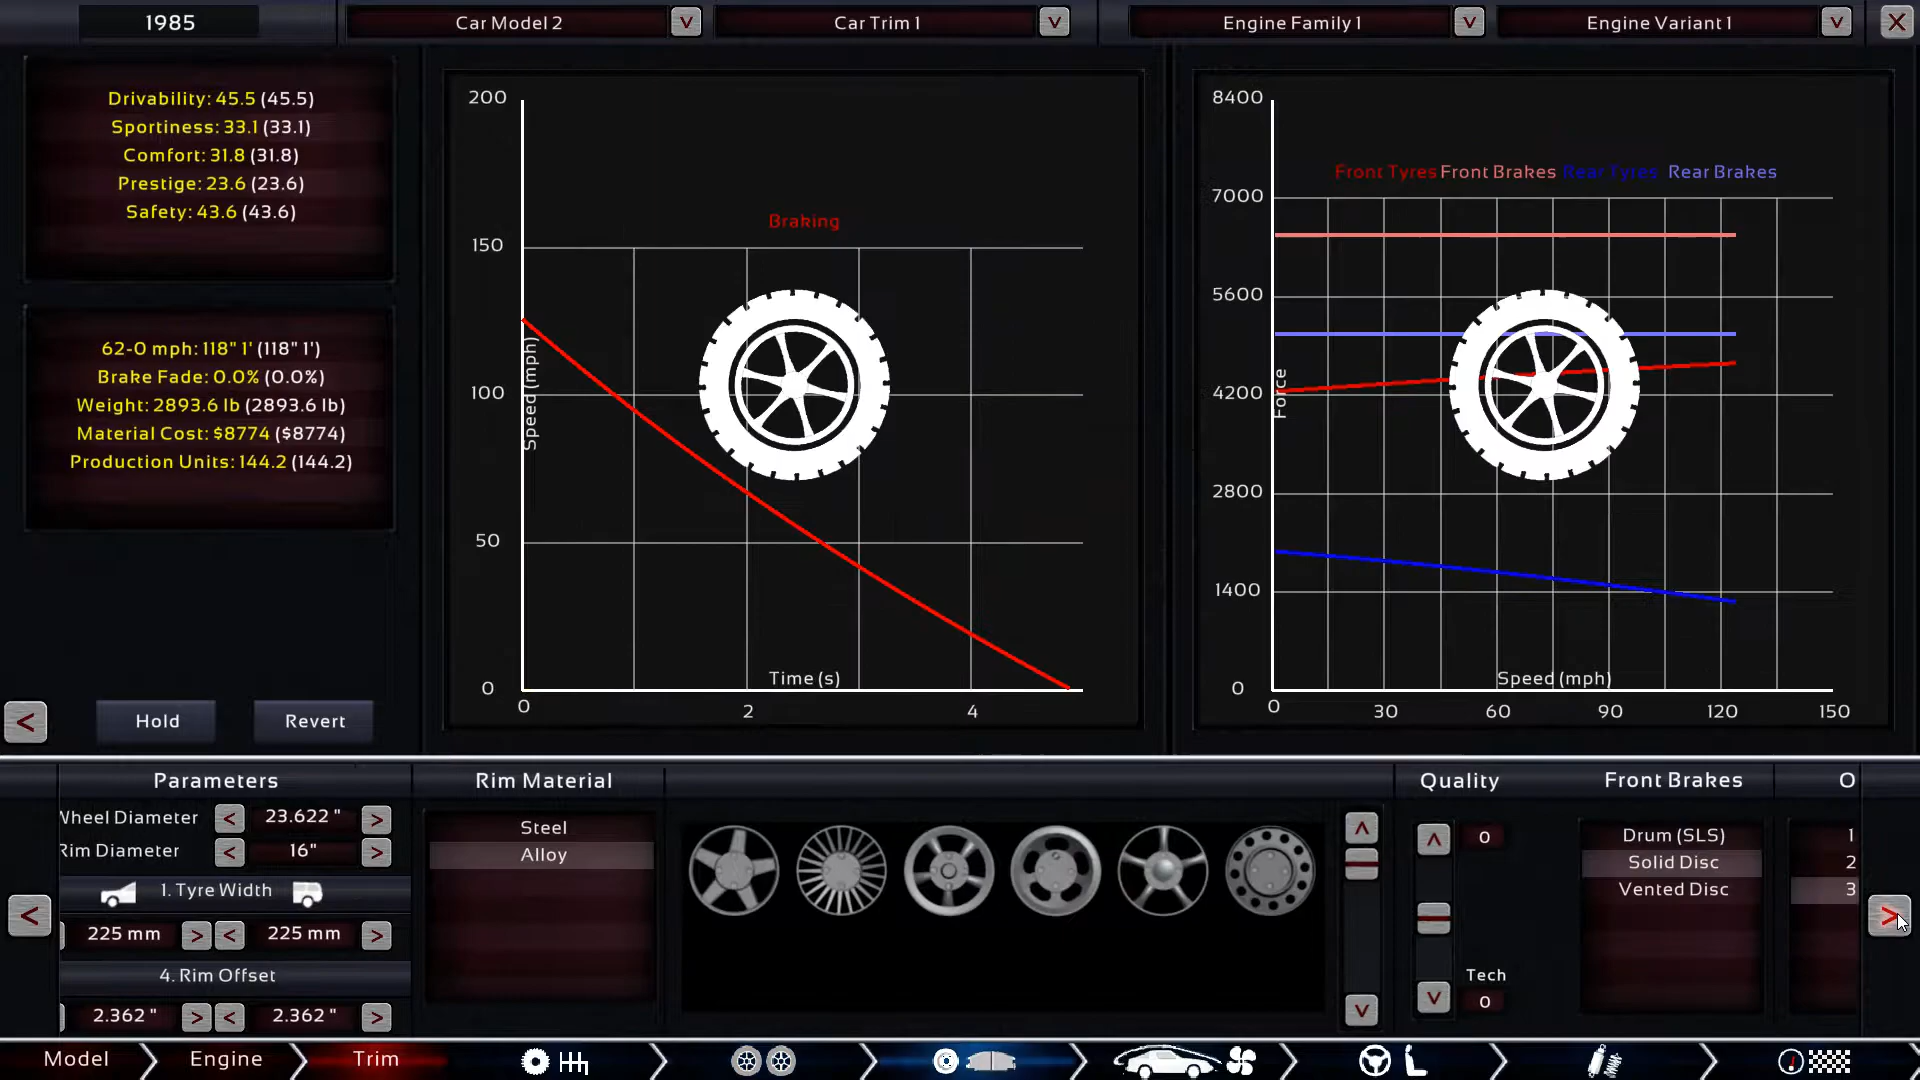 1985
Car Model 2
V
Car Trim 1
V
Engine Family 1
V
Engine Variant 1
V
X
Drivability: 45.5 (45.5)
Sportiness: 33.1 (33.1)
Comfort: 31.8 (31.8)
Prestige: 23.6 (23.6)
Safety: 43.6 (43.6)
62-0 mph: 118" 1' (118" 1')
Brake Fade: 0.0% (0.0%)
Weight: 2893.6 lb (2893.6 lb)
Material Cost: $8774 ($8774)
Production Units: 144.2 (144.2)
<
Hold
Revert
200
150
100
50
0
Speed (mph)
Braking
Time (s)
0
2
4
8400
7000
5600
4200
2800
1400
0
Force
Front Tyres Front Brakes Rear Tyres Rear Brakes
Speed (mph)
0
30
60
90
120
150
Parameters
Wheel Diameter < 23.622 " >
Rim Diameter < 16" >
1. Tyre Width
225 mm > < 225 mm >
4. Rim Offset
2.362 " > < 2.362 " >
Rim Material
Steel
Alloy
Quality
0
Tech
0
Front Brakes
Drum (SLS)
Solid Disc
Vented Disc
O
1
2
3
<
>
Model
Engine
Trim